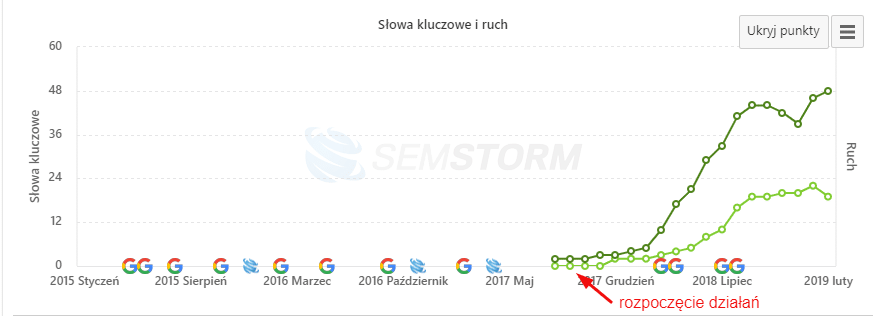 Słowa kluczowe i ruch
Ukryj punkty
60
48
36
24
12
0
Słowa kluczowe
SEMSTORM
Ruch
2015 Styczeń 2015 Sierpień 2016 Marzec 2016 Październik 2017 Maj 2017 Grudzień 2018 Lipiec 2019 luty
rozpoczęcie działań